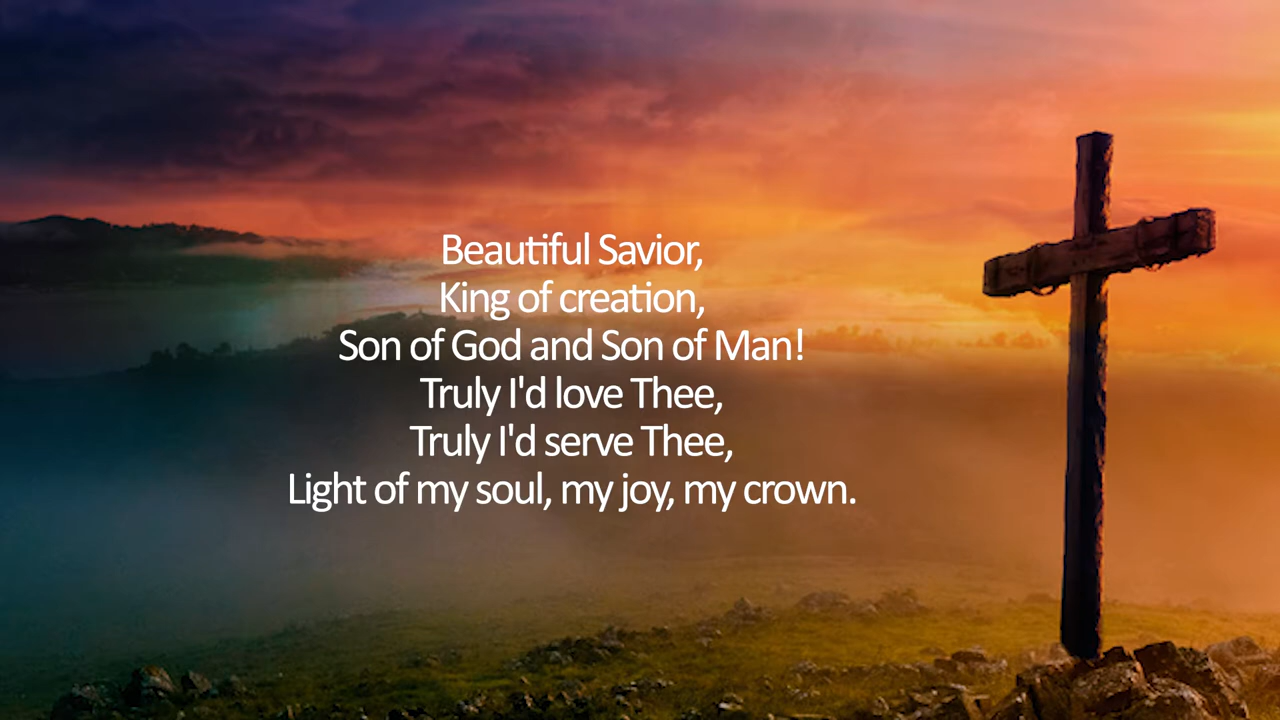 Beautiful Savior,
King of creation,
Son of God and Son of Man!
Truly I'd love Thee,
Truly I'd serve Thee,
Light of my soul, my joy, my crown.